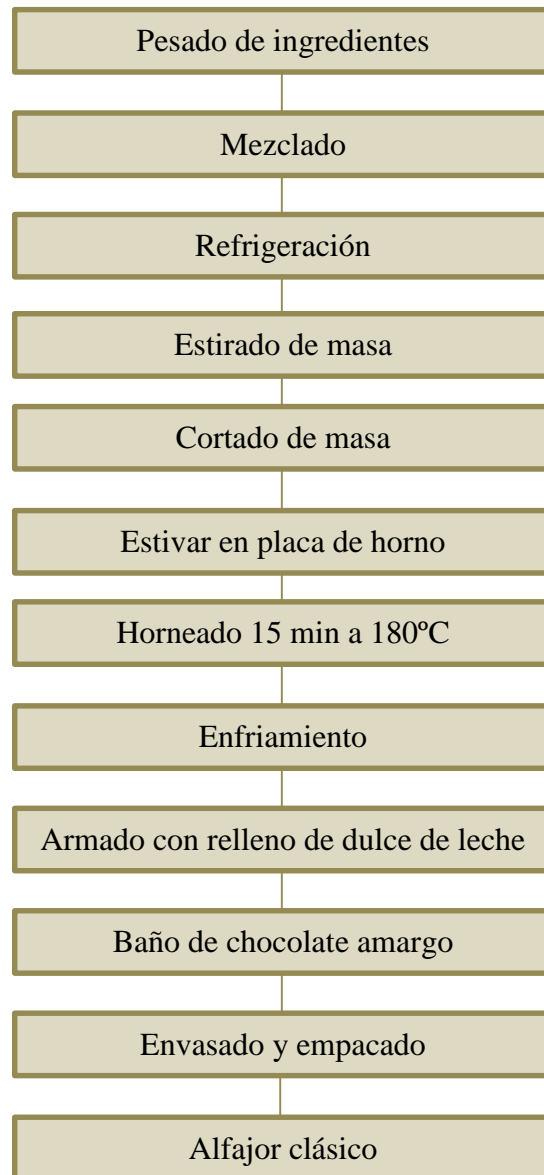 Pesado de ingredientes
Mezclado
Refrigeración
Estirado de masa
Cortado de masa
Estivar en placa de horno
Horneado 15 min a 180ºC
Enfriamiento
Armado con relleno de dulce de leche
Baño de chocolate amargo
Envasado y empacado
Alfajor clásico